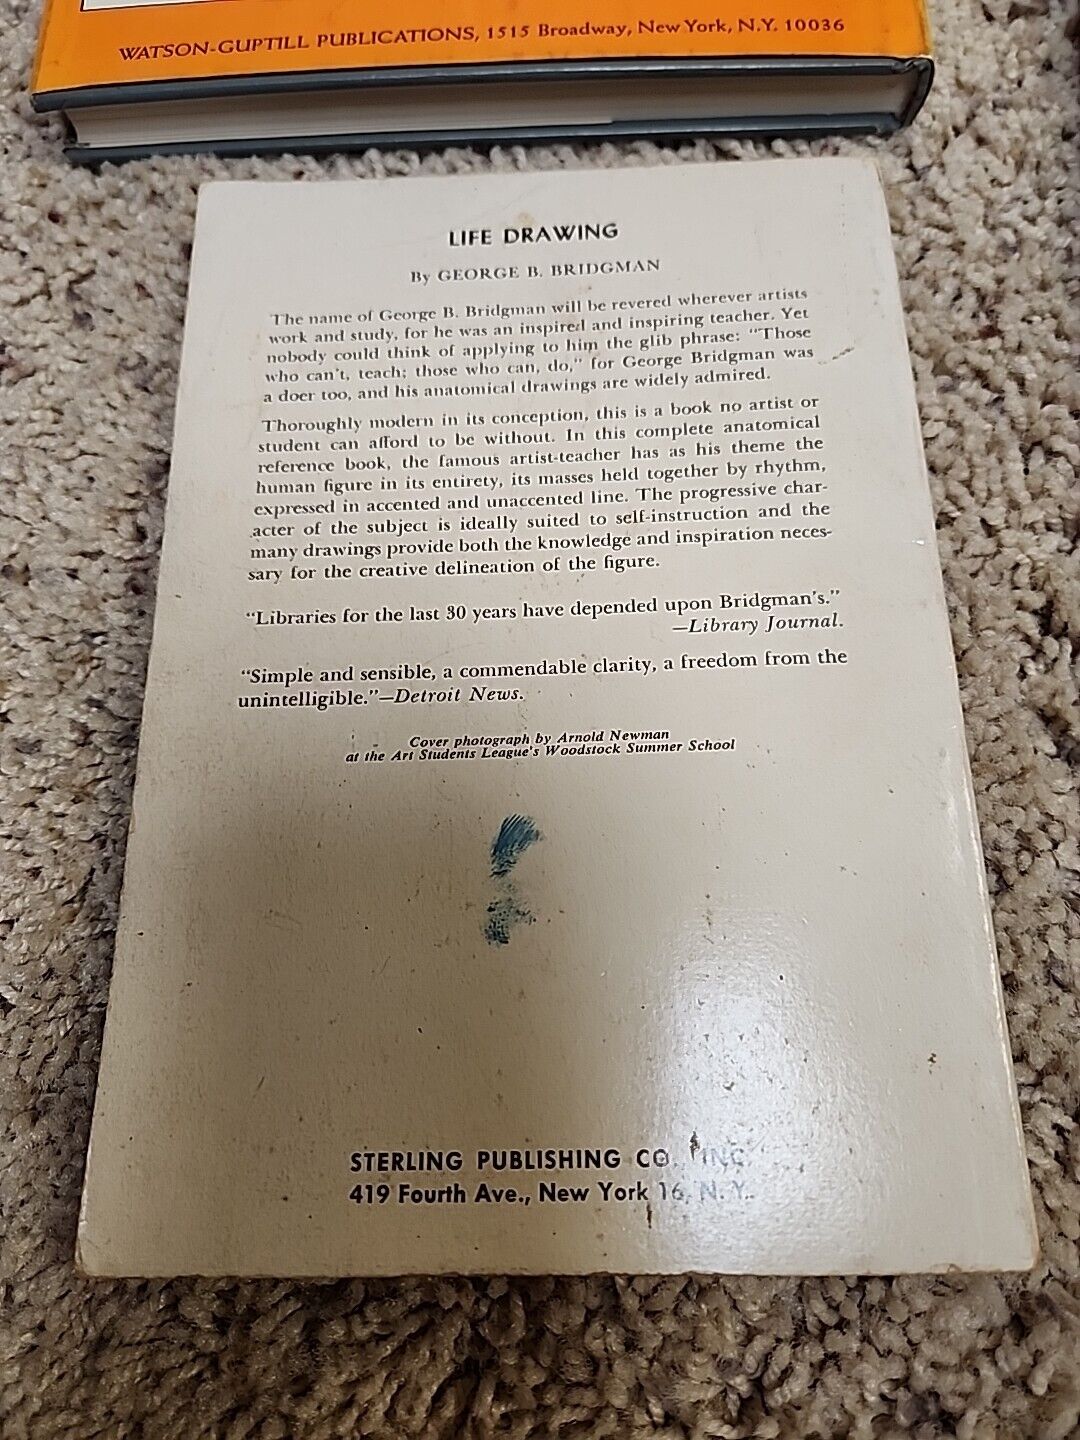 WATSON-GUPTILL PUBLICATIONS, 1515 Broadway, New York, N.Y. 10036
LIFE DRAWING
By GEORGE B. BRIDGMAN
The name of George B. Bridgman will be revered wherever artists
work and study, for he was an inspired and inspiring teacher. Yet
nobody could think of applying to him the glib phrase: "Those
who can't, teach; those who can, do," for George Bridgman was
a doer too, and his anatomical drawings are widely admired.
Thoroughly modern in its conception, this is a book no artist or
student can afford to be without. In this complete anatomical
reference book, the famous artist-teacher has as his theme the
human figure in its entirety, its masses held together by rhythm,
expressed in accented and unaccented line. The progressive char-
acter of the subject is ideally suited to self-instruction and the
many drawings provide both the knowledge and inspiration neces-
sary for the creative delineation of the figure.
"Libraries for the last 30 years have depended upon Bridgman's."
—Library Journal.
"Simple and sensible, a commendable clarity, a freedom from the
unintelligible."—Detroit News.
Cover photograph by Arnold Newman
at the Art Students League's Woodstock Summer School
STERLING PUBLISHING CO., INC.
419 Fourth Ave., New York 16, N. Y.